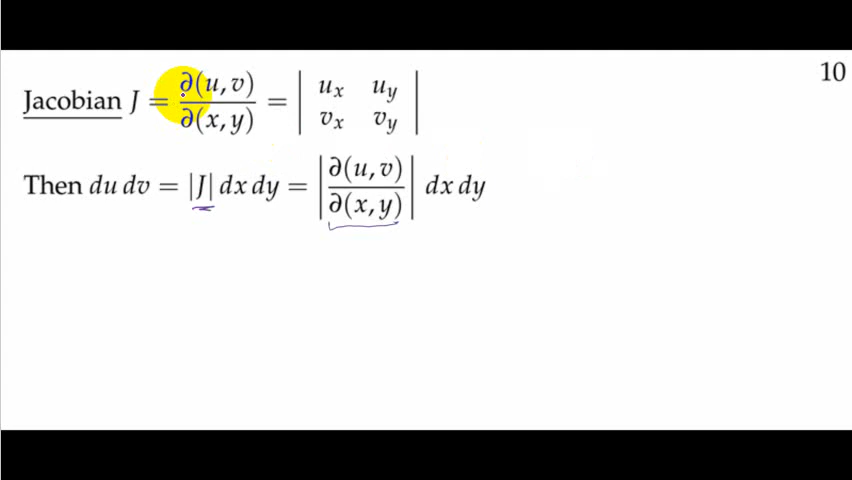 10
Jacobian J = ∂(u, v)/∂(x, y) = | u_x u_y ; v_x v_y |
Then du dv = |J| dx dy = |∂(u, v)/∂(x, y)| dx dy